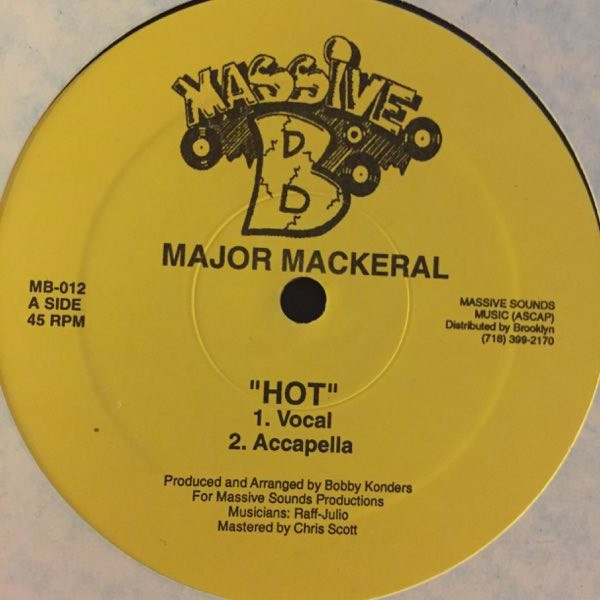 MASSIVE
B
MAJOR MACKERAL
MB-012
A SIDE
45 RPM
MASSIVE SOUNDS
MUSIC (ASCAP)
Distributed by Brooklyn
(718) 399-2170
"HOT"
1. Vocal
2. Accapella
Produced and Arranged by Bobby Konders
For Massive Sounds Productions
Musicians: Raff-Julio
Mastered by Chris Scott